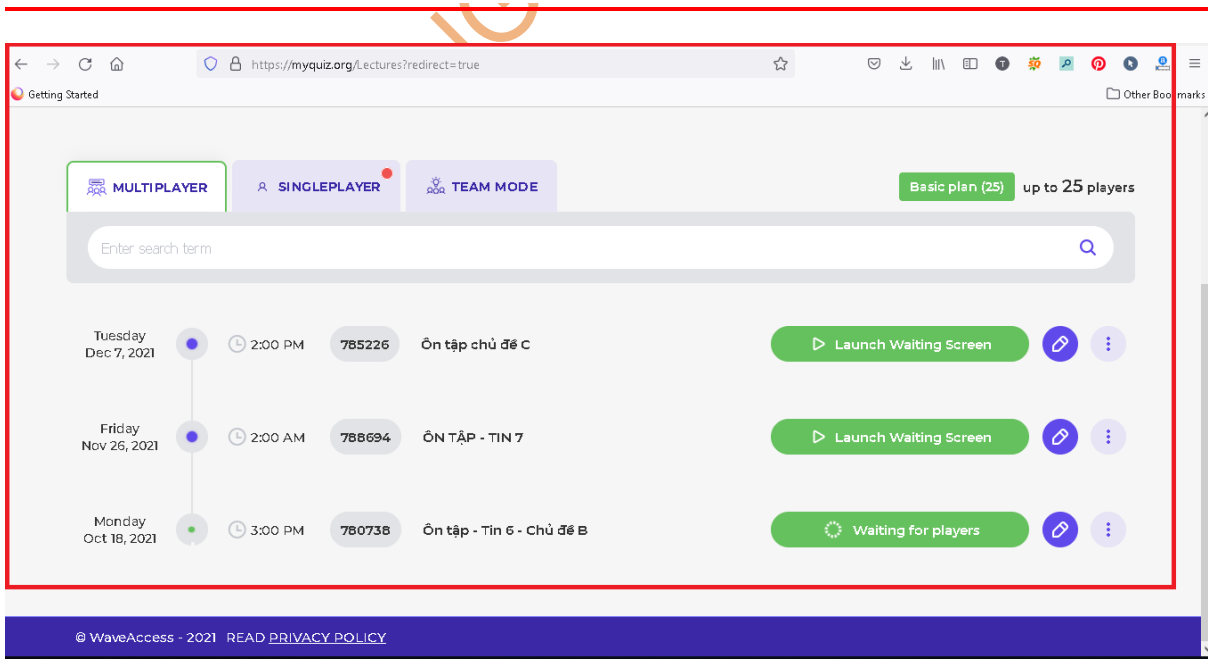 https://myquiz.org/Lectures?redirect=true
Getting Started
Other Bookmarks
MULTIPLAYER
SINGLEPLAYER
TEAM MODE
Basic plan (25) up to 25 players
Enter search term
Tuesday
Dec 7, 2021
2:00 PM 785226 Ôn tập chủ đề C Launch Waiting Screen
Friday
Nov 26, 2021
2:00 AM 788694 ÔN TẬP - TIN 7 Launch Waiting Screen
Monday
Oct 18, 2021
3:00 PM 780738 Ôn tập - Tin 6 - Chủ đề B Waiting for players
© WaveAccess - 2021 READ PRIVACY POLICY